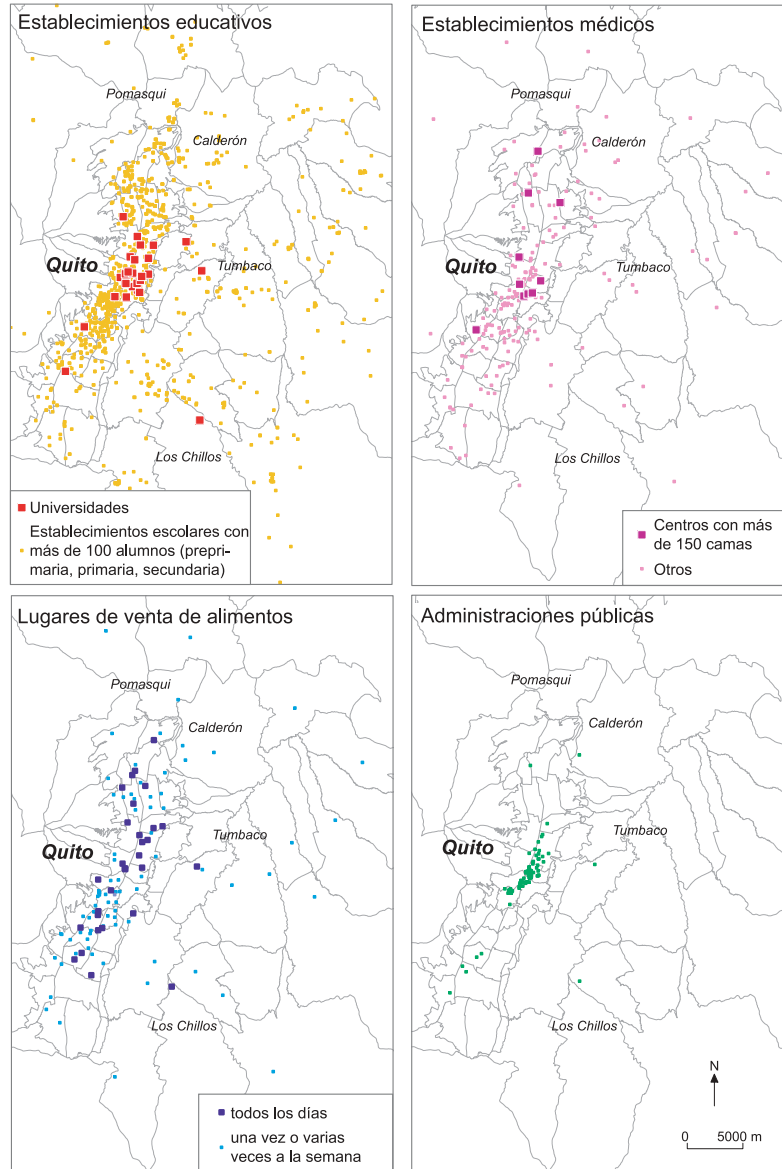 Establecimientos educativos
Pomasqui
Calderón
Quito
Tumbaco
Los Chillos
Universidades
Establecimientos escolares con
más de 100 alumnos (prepri-
maria, primaria, secundaria)
Establecimientos médicos
Pomasqui
Calderón
Quito
Tumbaco
Los Chillos
Centros con más
de 150 camas
Otros
Lugares de venta de alimentos
Pomasqui
Calderón
Tumbaco
Quito
Los Chillos
todos los días
una vez o varias
veces a la semana
Administraciones públicas
Pomasqui
Calderón
Tumbaco
Quito
Los Chillos
N
0 5000 m